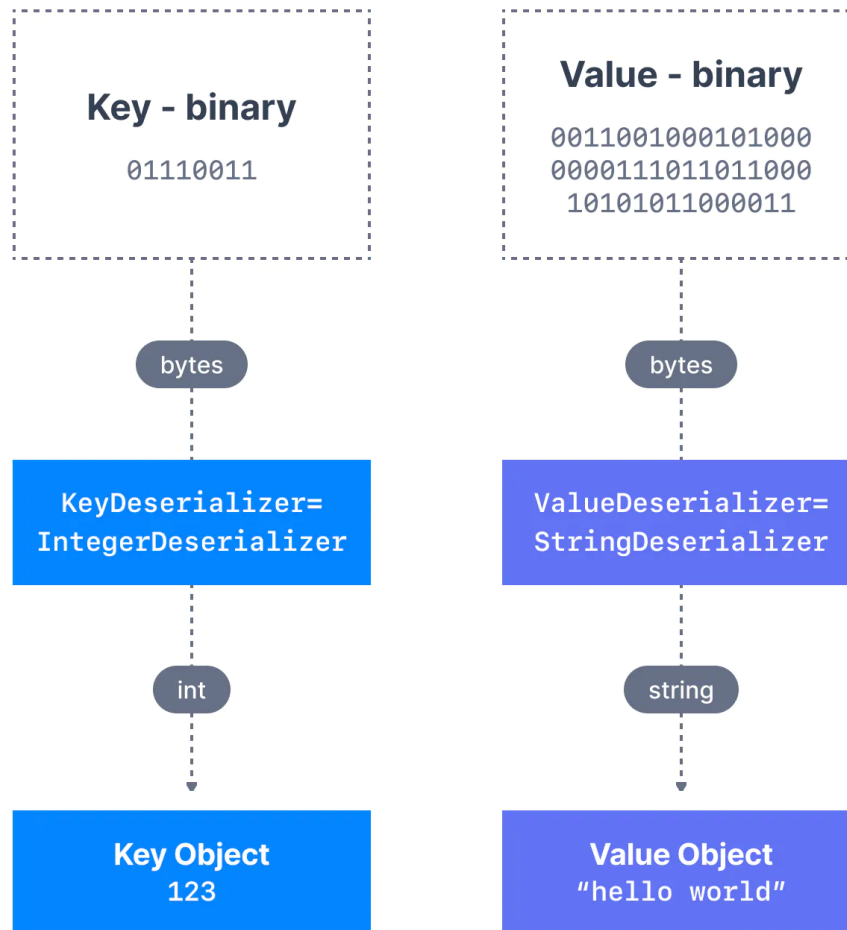 Key - binary
01110011
bytes
KeyDeserializer=
IntegerDeserializer
int
Key Object
123
Value - binary
0011001000101000
0000111011011000
10101011000011
bytes
ValueDeserializer=
StringDeserializer
string
Value Object
“hello world”